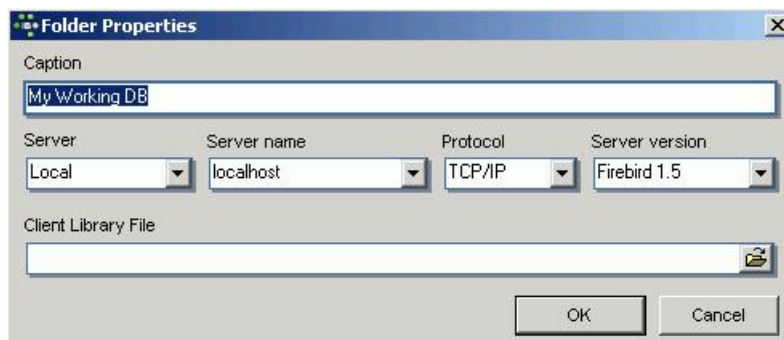 Folder Properties
Caption
My Working DB
Server Server name Protocol Server version
Local localhost TCP/IP Firebird 1.5
Client Library File
OK Cancel